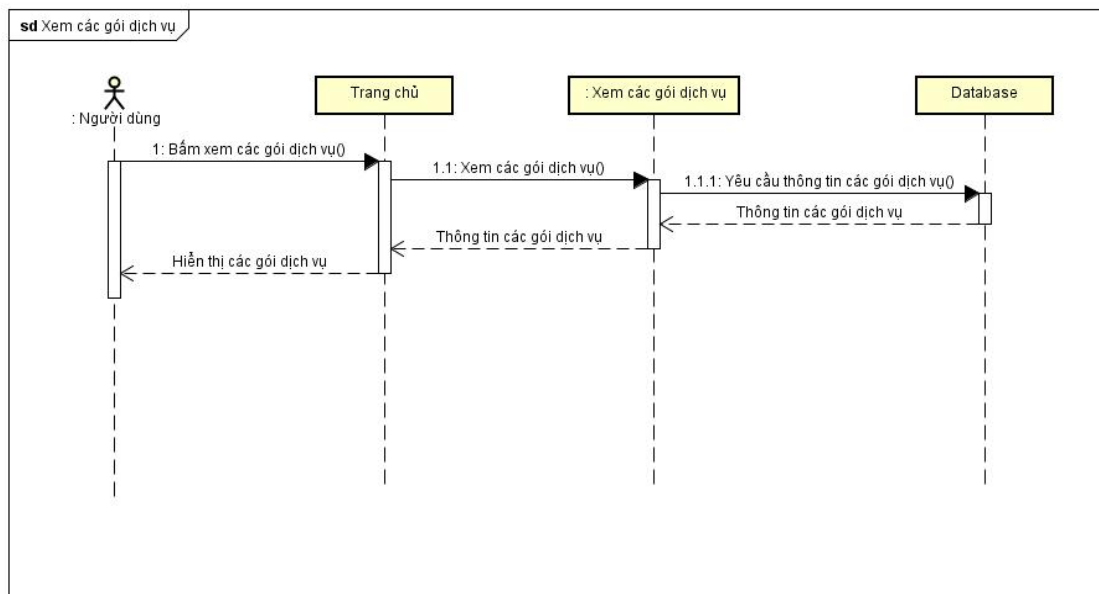 sd Xem các gói dịch vụ
: Người dùng
Trang chủ
: Xem các gói dịch vụ
Database
1: Bấm xem các gói dịch vụ()
1.1: Xem các gói dịch vụ()
1.1.1: Yêu cầu thông tin các gói dịch vụ()
Thông tin các gói dịch vụ
Thông tin các gói dịch vụ
Hiển thị các gói dịch vụ